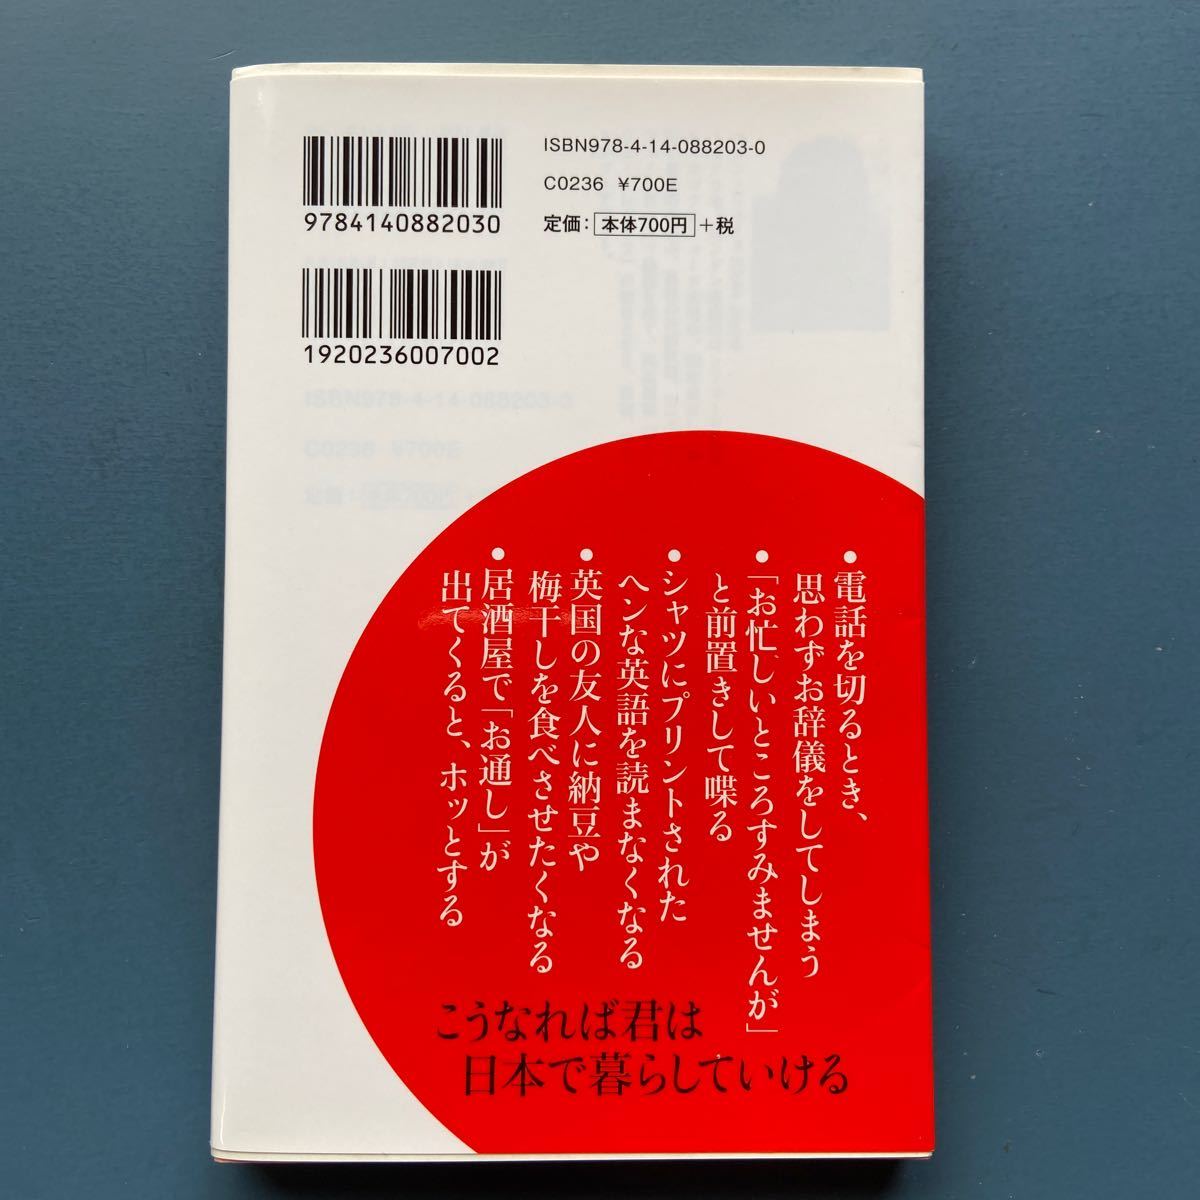 ISBN978-4-14-088203-0
C0236 ¥700E
定価：本体700円+税
9784140882030
1920236007002
ISBN978-4-14-088203-0
C0236 ¥700E
●電話を切るとき、
思わずお辞儀をしてしまう
●「お忙しいところすみませんが」
と前置きして喋る
●シャツにプリントされた
ヘンな英語を読まなくなる
●英国の友人に納豆や
梅干しを食べさせたくなる
●居酒屋で「お通し」が
出てくると、ホッとする
こうなれば君は
日本で暮らしていける